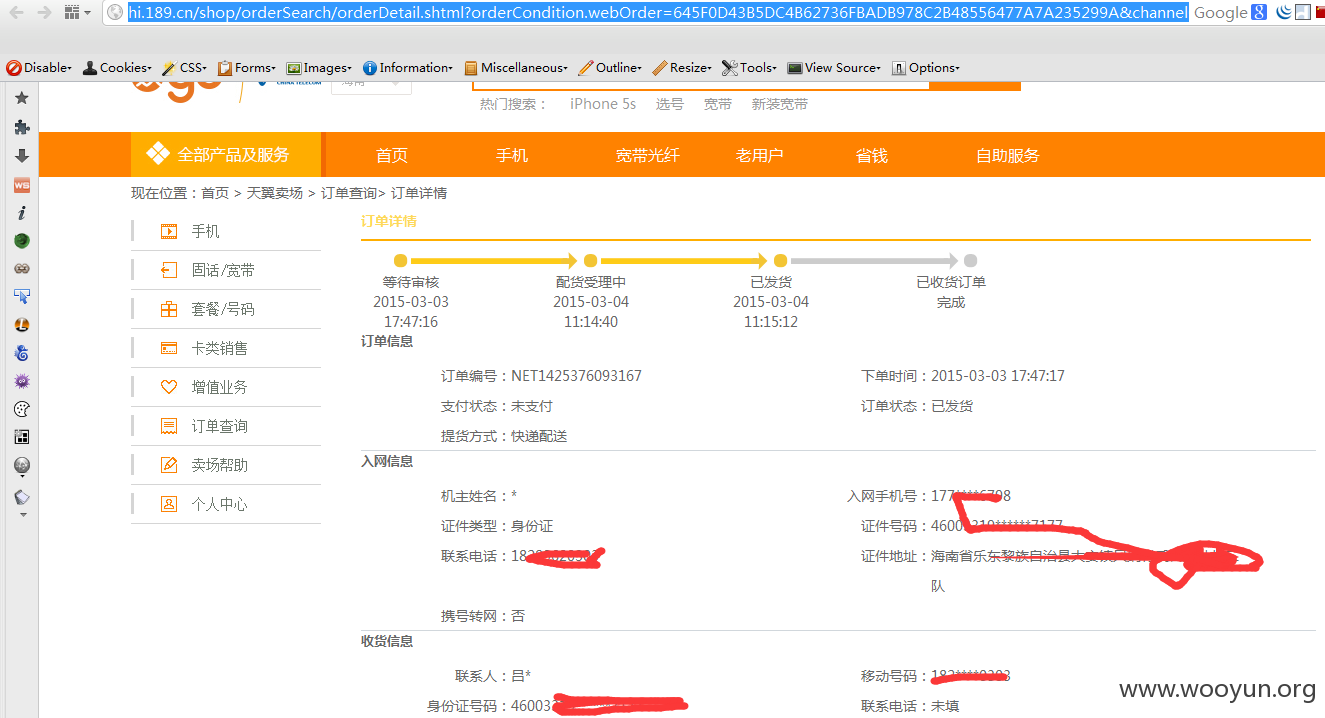 hi.189.cn/shop/orderSearch/orderDetail.shtml?orderCondition.webOrder=645F0D43B5DC4B62736FBADB978C2B48556477A7A235299A&channel Google
Disable Cookies CSS Forms Images Information Miscellaneous Outline Resize Tools View Source Options
CHINA TELECOM 海南
热门搜索： iPhone 5s 选号 宽带 新装宽带
全部产品及服务 首页 手机 宽带光纤 老用户 省钱 自助服务
现在位置：首页 > 天翼卖场 > 订单查询> 订单详情
手机
固话/宽带
套餐/号码
卡类销售
增值业务
订单查询
卖场帮助
个人中心
订单详情
等待审核 配货受理中 已发货 已收货订单
2015-03-03 2015-03-04 2015-03-04 完成
17:47:16 11:14:40 11:15:12
订单信息
订单编号：NET1425376093167 下单时间：2015-03-03 17:47:17
支付状态：未支付 订单状态：已发货
提货方式：快递配送
入网信息
机主姓名：* 入网手机号：177
证件类型：身份证 证件号码：4600
联系电话：18 证件地址：海南省乐东黎族自治县
队
携号转网：否
收货信息
联系人：吕* 移动号码：
身份证号码：46003 联系电话：未填
www.wooyun.org